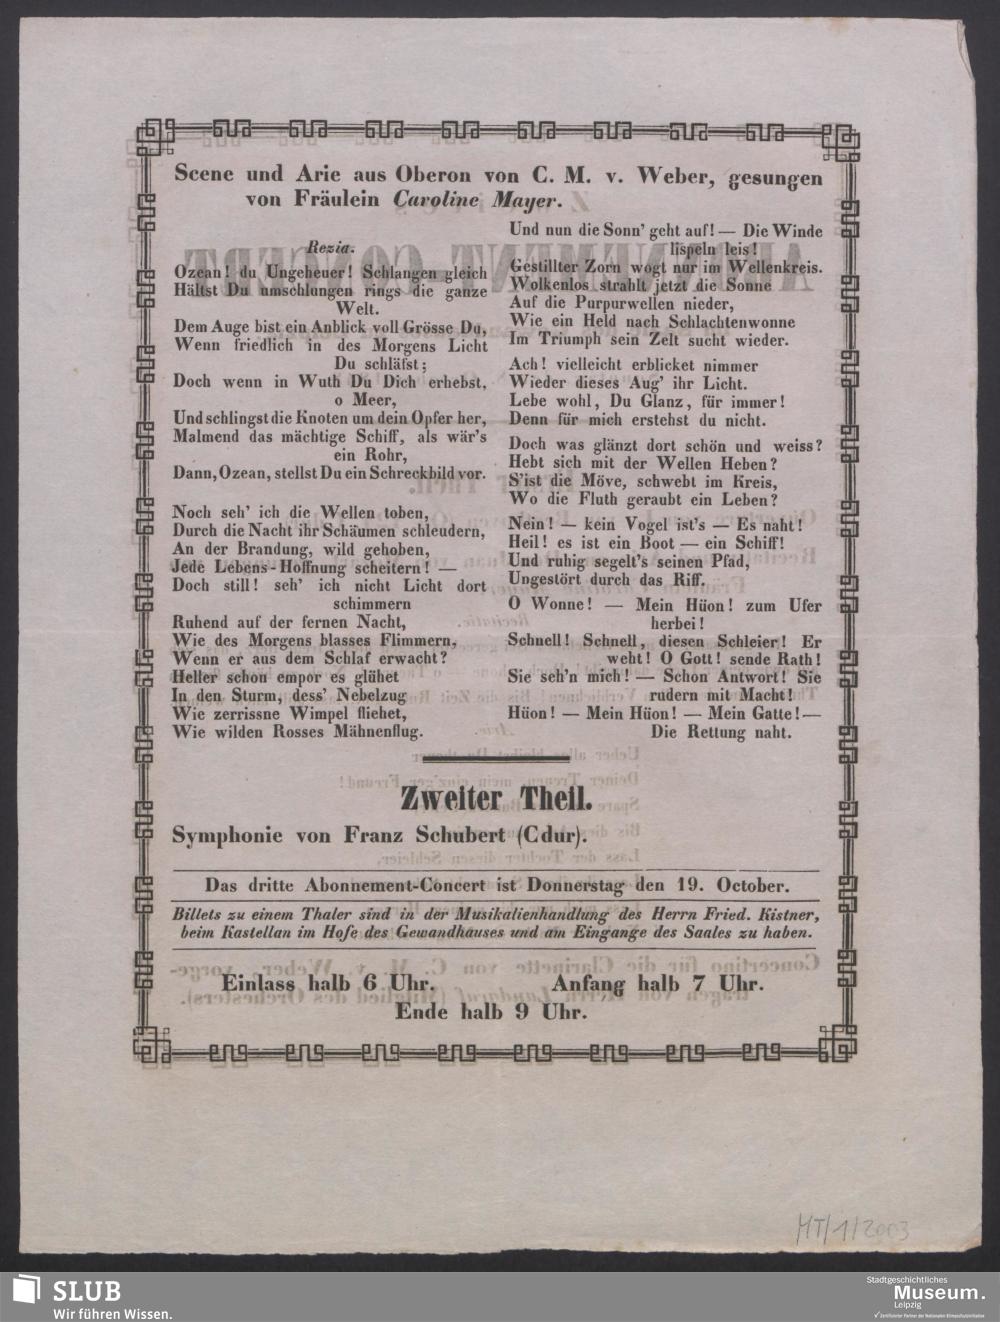 Scene und Arie aus Oberon von C. M. v. Weber, gesungen
von Fräulein Caroline Mayer.
Rezia.
Ozean! du Ungeheuer! Schlangen gleich
Hältst Du umschlungen rings die ganze
Welt.
Dem Auge bist ein Anblick voll Grösse Du,
Wenn friedlich in des Morgens Licht
Du schläfst;
Doch wenn in Wuth Du Dich erhebst,
o Meer,
Und schlingst die Knoten um dein Opfer her,
Malmend das mächtige Schiff, als wär's
ein Rohr,
Dann, Ozean, stellst Du ein Schreckbild vor.
Noch seh' ich die Wellen toben,
Durch die Nacht ihr Schäumen schleudern,
An der Brandung, wild gehoben,
Jede Lebens-Hoffnung scheitern! —
Doch still! seh' ich nicht Licht dort
schimmern
Ruhend auf der fernen Nacht,
Wie des Morgens blasses Flimmern,
Wenn er aus dem Schlaf erwacht?
Heller schon empor es glühet
In den Sturm, dess' Nebelzug
Wie zerrissne Wimpel fliehet,
Wie wilden Rosses Mähnenflug.
Und nun die Sonn' geht auf! — Die Winde
lispeln leis!
Gestillter Zorn wogt nur im Wellenkreis.
Wolkenlos strahlt jetzt die Sonne
Auf die Purpurwellen nieder,
Wie ein Held nach Schlachtenwonne
Im Triumph sein Zelt sucht wieder.
Ach! vielleicht erblicket nimmer
Wieder dieses Aug' ihr Licht.
Lebe wohl, Du Glanz, für immer!
Denn für mich erstehst du nicht.
Doch was glänzt dort schön und weiss?
Hebt sich mit der Wellen Heben?
S'ist die Möve, schwebt im Kreis,
Wo die Fluth geraubt ein Leben?
Nein! — kein Vogel ist's — Es naht!
Heil! es ist ein Boot — ein Schiff!
Und ruhig segelt's seinen Pfad,
Ungestört durch das Riff.
O Wonne! — Mein Hüon! zum Ufer
herbei!
Schnell! Schnell, diesen Schleier! Er
weht! O Gott! sende Rath!
Sie seh'n mich! — Schon Antwort! Sie
rudern mit Macht!
Hüon! — Mein Hüon! — Mein Gatte! —
Die Rettung naht.
Zweiter Theil.
Symphonie von Franz Schubert (Cdur).
Das dritte Abonnement-Concert ist Donnerstag den 19. October.
Billets zu einem Thaler sind in der Musikalienhandlung des Herrn Fried. Kistner,
beim Kastellan im Hofe des Gewandhauses und am Eingange des Saales zu haben.
Einlass halb 6 Uhr. Anfang halb 7 Uhr.
Ende halb 9 Uhr.
MT/1/2003
SLUB
Wir führen Wissen.
Stadtgeschichtliches
Museum.
Leipzig
Zertifizierter Partner der Nationalen Klimaschutzinitiative